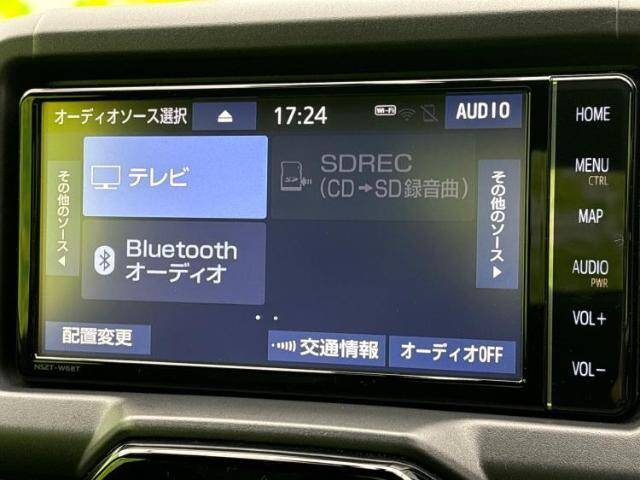 オーディオソース選択
17:24
Wi-Fi
AUDIO
その他のソース
テレビ
SDREC
(CD→SD録音曲)
SD
Bluetooth
オーディオ
その他のソース
配置変更
交通情報
オーディオOFF
NSZT-W68T
HOME
MENU
CTRL
MAP
AUDIO
PWR
VOL+
VOL-